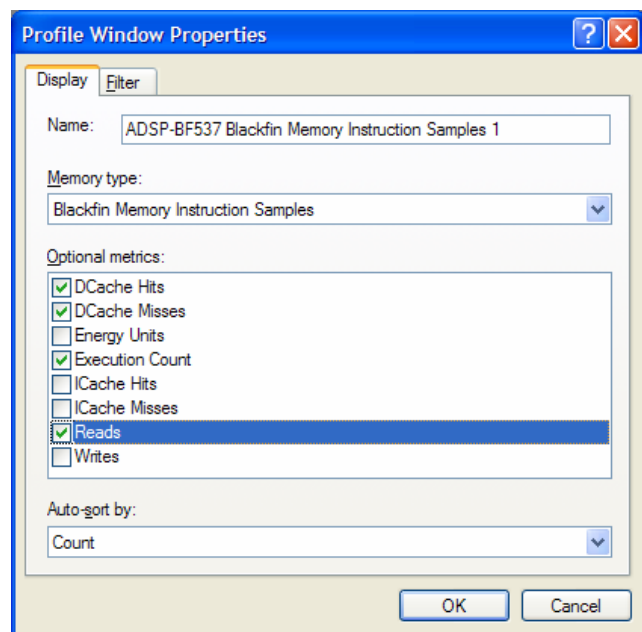 Profile Window Properties
Display Filter
Name: ADSP-BF537 Blackfin Memory Instruction Samples 1
Memory type:
Blackfin Memory Instruction Samples
Optional metrics:
DCache Hits
DCache Misses
Energy Units
Execution Count
ICache Hits
ICache Misses
Reads
Writes
Auto-sort by:
Count
OK Cancel